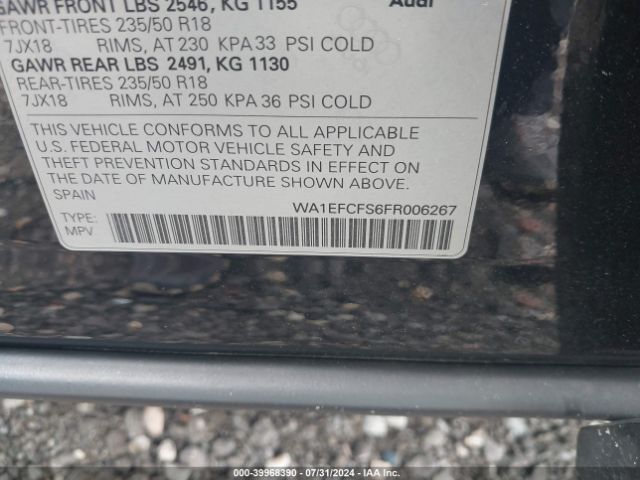 GAWR FRONT LBS 2546, KG 1155 Audi
FRONT-TIRES 235/50 R18
7JX18 RIMS, AT 230 KPA 33 PSI COLD
GAWR REAR LBS 2491, KG 1130
REAR-TIRES 235/50 R18
7JX18 RIMS, AT 250 KPA 36 PSI COLD
THIS VEHICLE CONFORMS TO ALL APPLICABLE
U.S. FEDERAL MOTOR VEHICLE SAFETY AND
THEFT PREVENTION STANDARDS IN EFFECT ON
THE DATE OF MANUFACTURE SHOWN ABOVE.
SPAIN
WA1EFCFS6FR006267
TYPE:
MPV
000-39968390 - 07/31/2024 - IAA Inc.